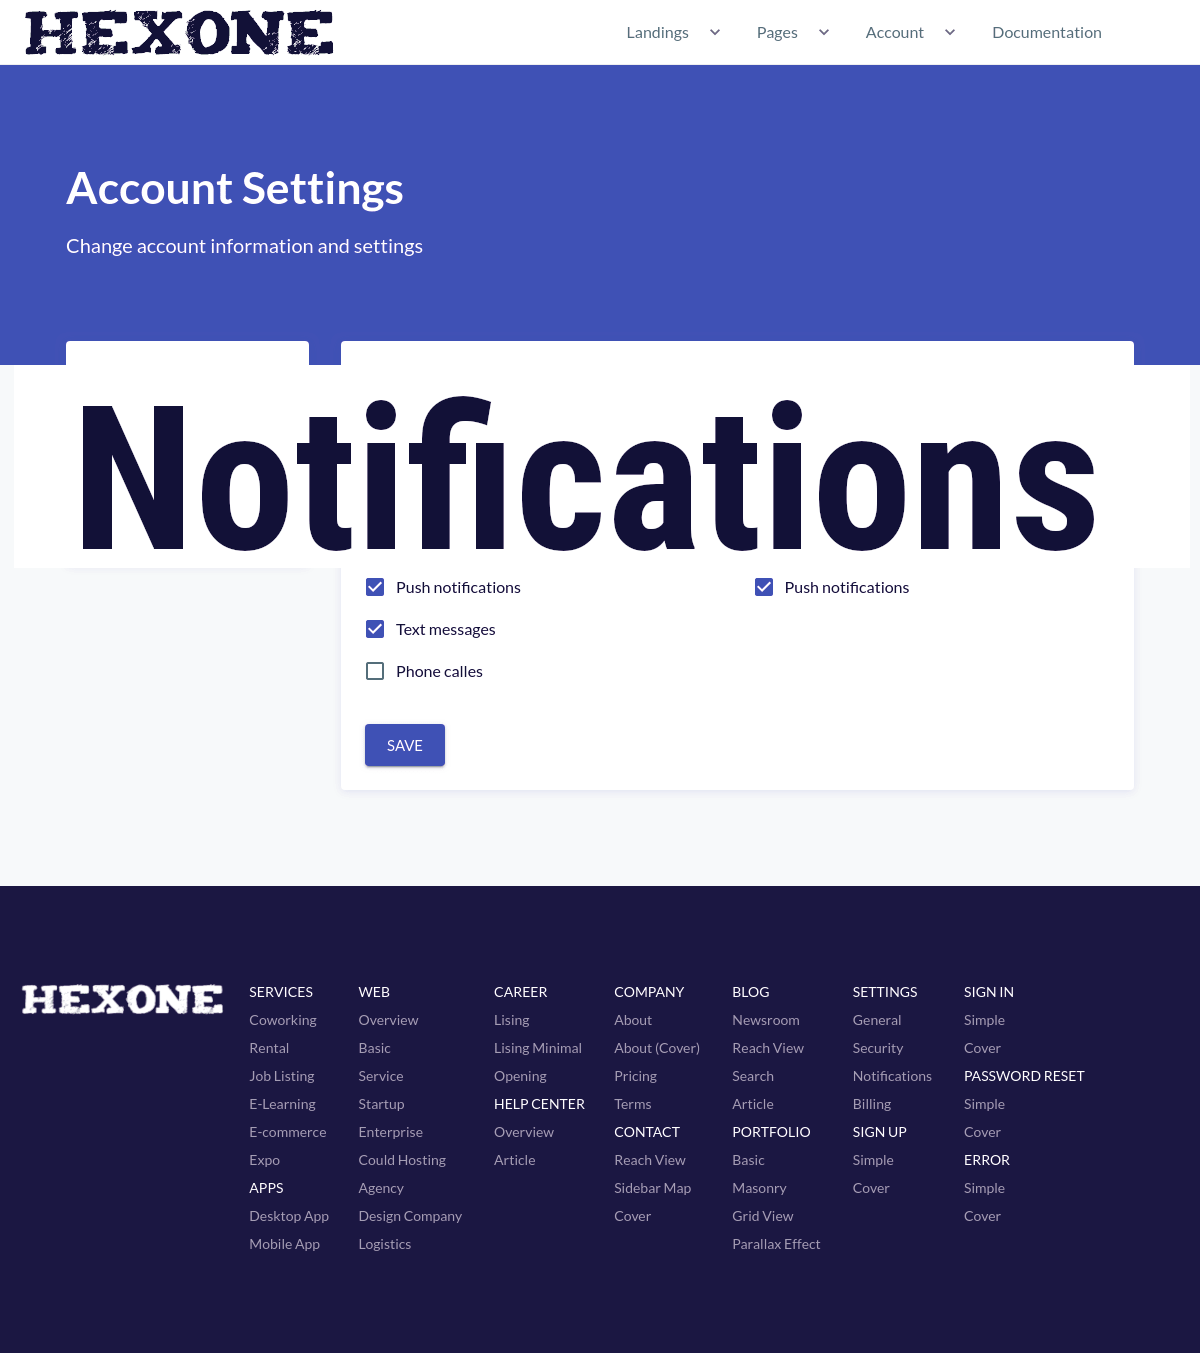 HEXONE
Landings Pages Account Documentation
Account Settings
Change account information and settings
Notifications
Push notifications Push notifications
Text messages
Phone calles
SAVE
HEXONE
SERVICES
Coworking
Rental
Job Listing
E-Learning
E-commerce
Expo
APPS
Desktop App
Mobile App
WEB
Overview
Basic
Service
Startup
Enterprise
Could Hosting
Agency
Design Company
Logistics
CAREER
Lising
Lising Minimal
Opening
HELP CENTER
Overview
Article
COMPANY
About
About (Cover)
Pricing
Terms
CONTACT
Reach View
Sidebar Map
Cover
BLOG
Newsroom
Reach View
Search
Article
PORTFOLIO
Basic
Masonry
Grid View
Parallax Effect
SETTINGS
General
Security
Notifications
Billing
SIGN UP
Simple
Cover
SIGN IN
Simple
Cover
PASSWORD RESET
Simple
Cover
ERROR
Simple
Cover